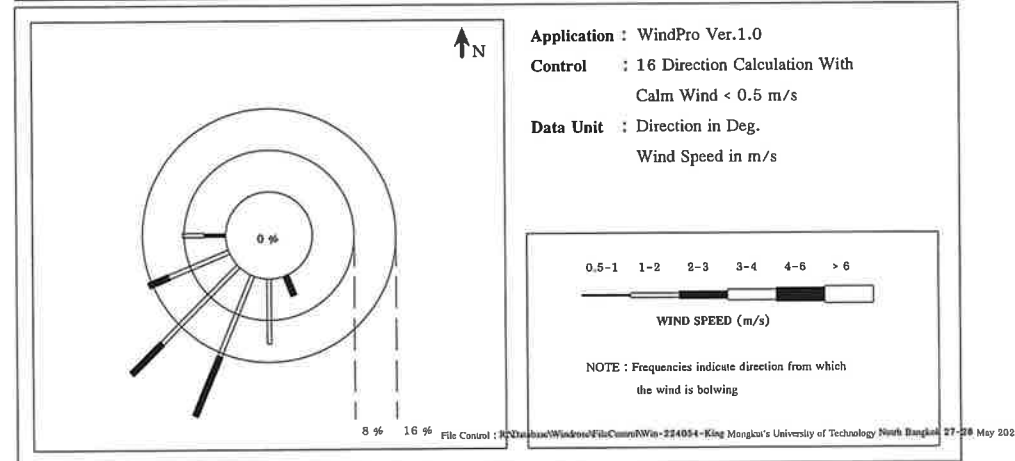 N
Application : WindPro Ver.1.0
Control : 16 Direction Calculation With
Calm Wind < 0.5 m/s
Data Unit : Direction in Deg.
Wind Speed in m/s
0 %
8 % 16 %
0.5-1 1-2 2-3 3-4 4-6 > 6
WIND SPEED (m/s)
NOTE : Frequencies indicate direction from which
the wind is bolwing
File Control : Mongkut's University of Technology North Bangkok 27-28 May 202